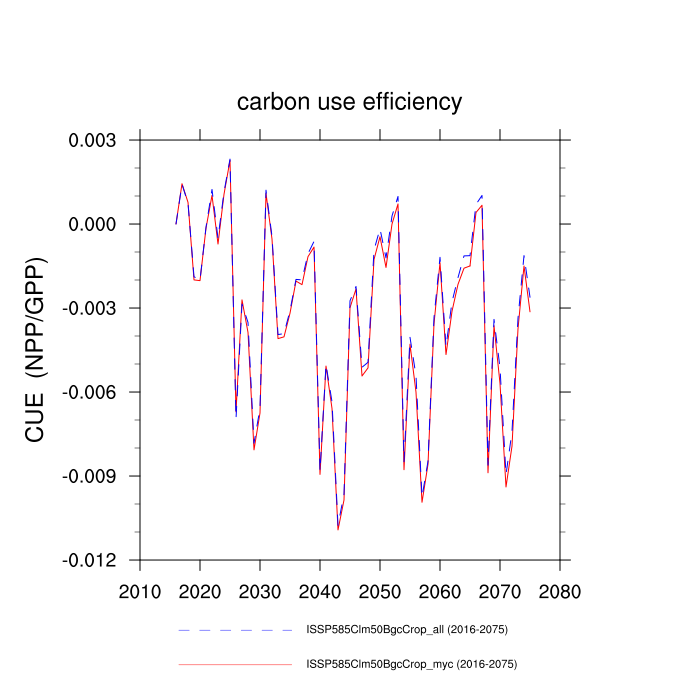 carbon use efficiency
0.003
0.000
-0.003
-0.006
-0.009
-0.012
CUE (NPP/GPP)
2010 2020 2030 2040 2050 2060 2070 2080
ISSP585Clm50BgcCrop_all (2016-2075)
ISSP585Clm50BgcCrop_myc (2016-2075)